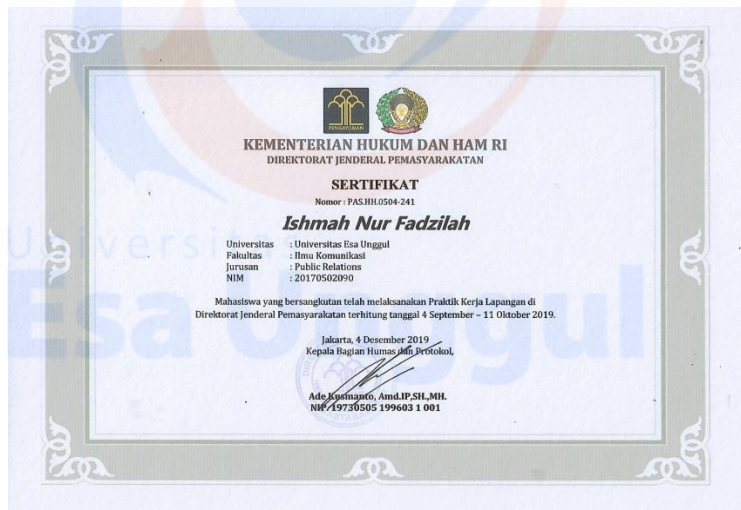 PENGAYOMAN
KEMENTERIAN HUKUM DAN HAM RI
DIREKTORAT JENDERAL PEMASYARAKATAN
SERTIFIKAT
Nomor : PAS.HH.0504-241
Ishmah Nur Fadzilah
Universitas : Universitas Esa Unggul
Fakultas : Ilmu Komunikasi
Jurusan : Public Relations
NIM : 20170502090
Mahasiswa yang bersangkutan telah melaksanakan Praktik Kerja Lapangan di
Direktorat Jenderal Pemasyarakatan terhitung tanggal 4 September – 11 Oktober 2019.
Jakarta, 4 Desember 2019
Kepala Bagian Humas dan Protokol,
Ade Kusmanto, Amd.IP,SH.,MH.
NIP. 19730505 199603 1 001
Universitas
Esa Unggul